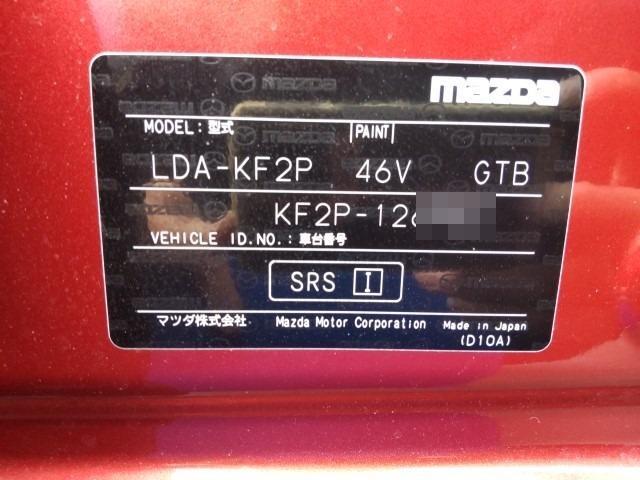 mazda
MODEL: 型式 PAINT
LDA-KF2P 46V GTB
KF2P-126
VEHICLE ID.NO.: 車台番号
SRS I
マツダ株式会社 Mazda Motor Corporation Made in Japan
(D10A)